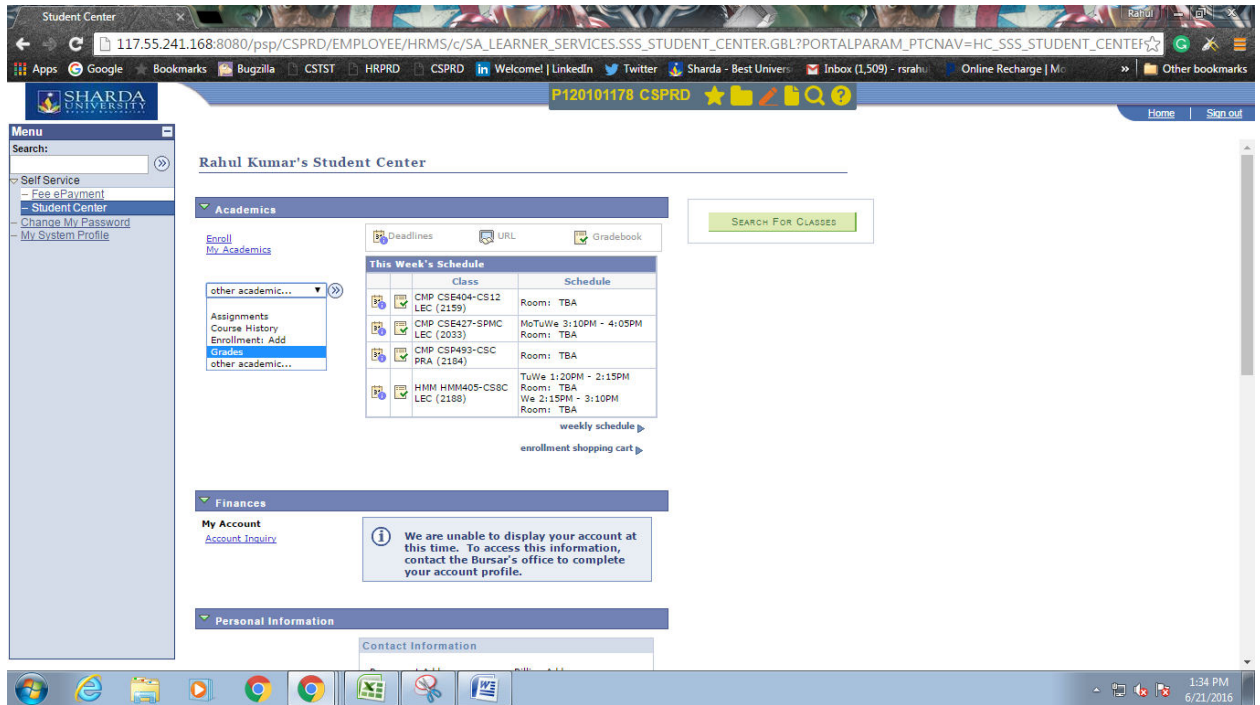 Student Center
Rahul
117.55.241.168:8080/psp/CSPRD/EMPLOYEE/HRMS/c/SA_LEARNER_SERVICES.SSS_STUDENT_CENTER.GBL?PORTALPARAM_PTCNAV=HC_SSS_STUDENT_CENTER
Apps Google Bookmarks Bugzilla CSTST HRPRD CSPRD Welcome! | LinkedIn Twitter Sharda - Best Univers Inbox (1,509) - rsrahu Online Recharge | Mo » Other bookmarks
SHARDA
UNIVERSITY
P120101178 CSPRD
Home | Sign out
Menu
Search:
Self Service
– Fee ePayment
– Student Center
– Change My Password
– My System Profile
Rahul Kumar's Student Center
Academics
SEARCH FOR CLASSES
Enroll
My Academics
Deadlines URL Gradebook
This Week's Schedule
Class Schedule
CMP CSE404-CS12
LEC (2159)
Room: TBA
CMP CSE427-SPMC
LEC (2033)
MoTuWe 3:10PM - 4:05PM
Room: TBA
CMP CSP493-CSC
PRA (2184)
Room: TBA
HMM HMM405-CS8C
LEC (2188)
TuWe 1:20PM - 2:15PM
Room: TBA
We 2:15PM - 3:10PM
Room: TBA
weekly schedule
enrollment shopping cart
other academic...
Assignments
Course History
Enrollment: Add
Grades
other academic...
Finances
My Account
Account Inquiry
We are unable to display your account at
this time. To access this information,
contact the Bursar's office to complete
your account profile.
Personal Information
Contact Information
1:34 PM
6/21/2016